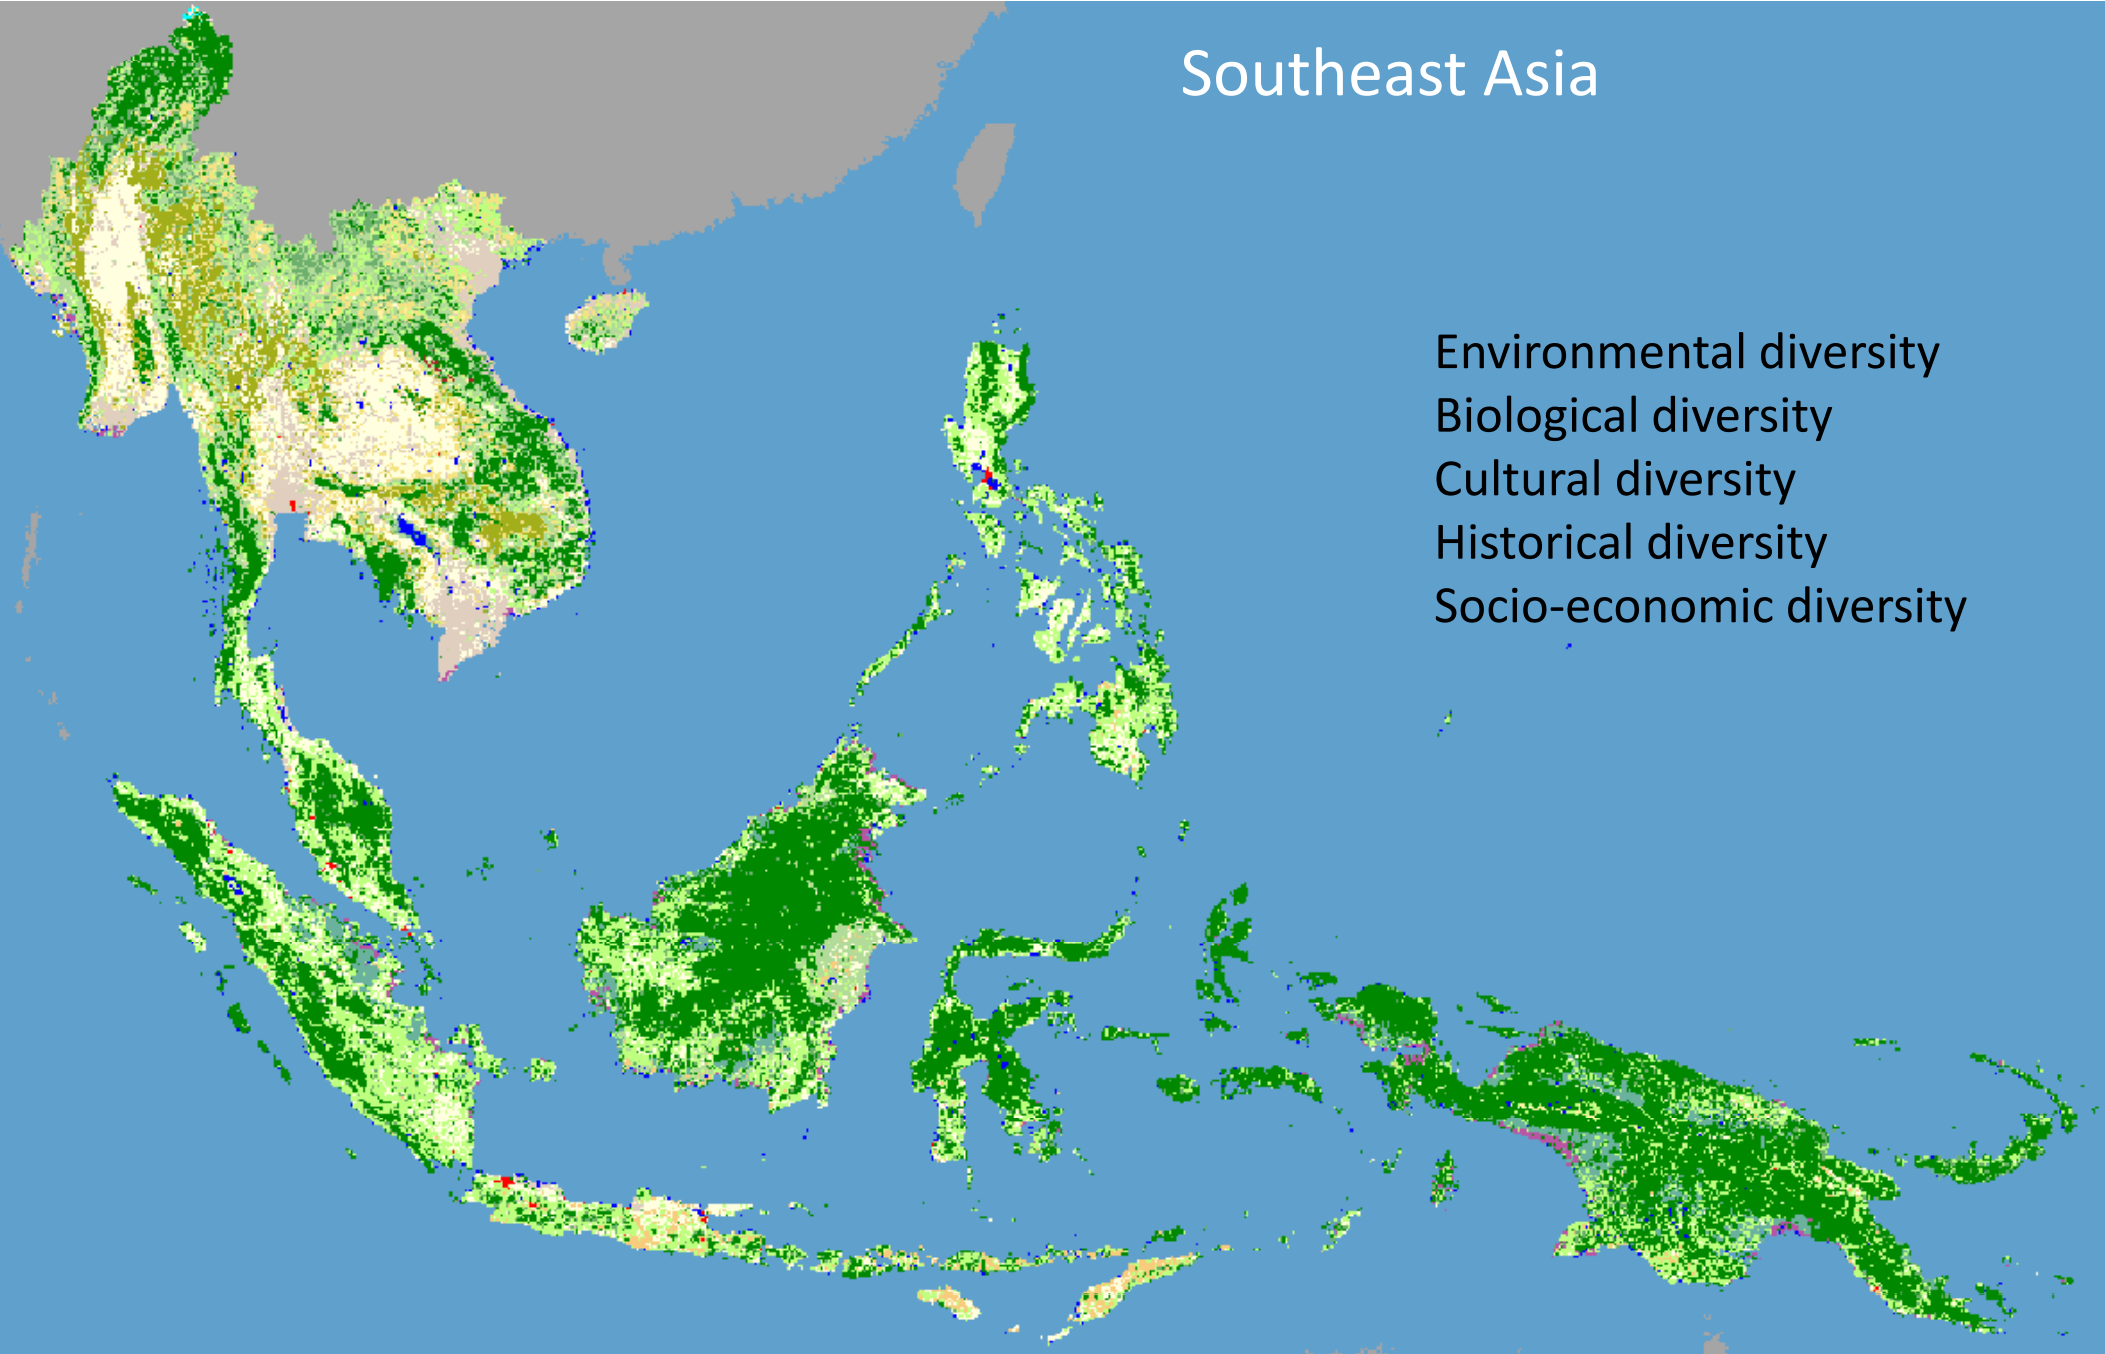 Southeast Asia
Environmental diversity
Biological diversity
Cultural diversity
Historical diversity
Socio-economic diversity